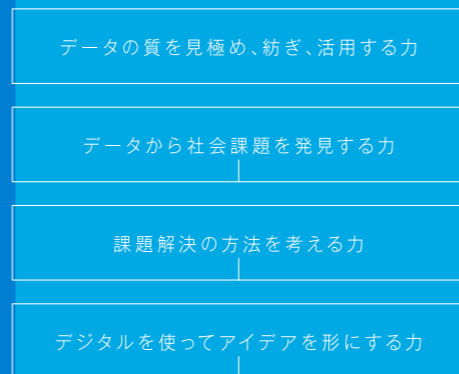 データの質を見極め、紡ぎ、活用する力
データから社会課題を発見する力
課題解決の方法を考える力
デジタルを使ってアイデアを形にする力